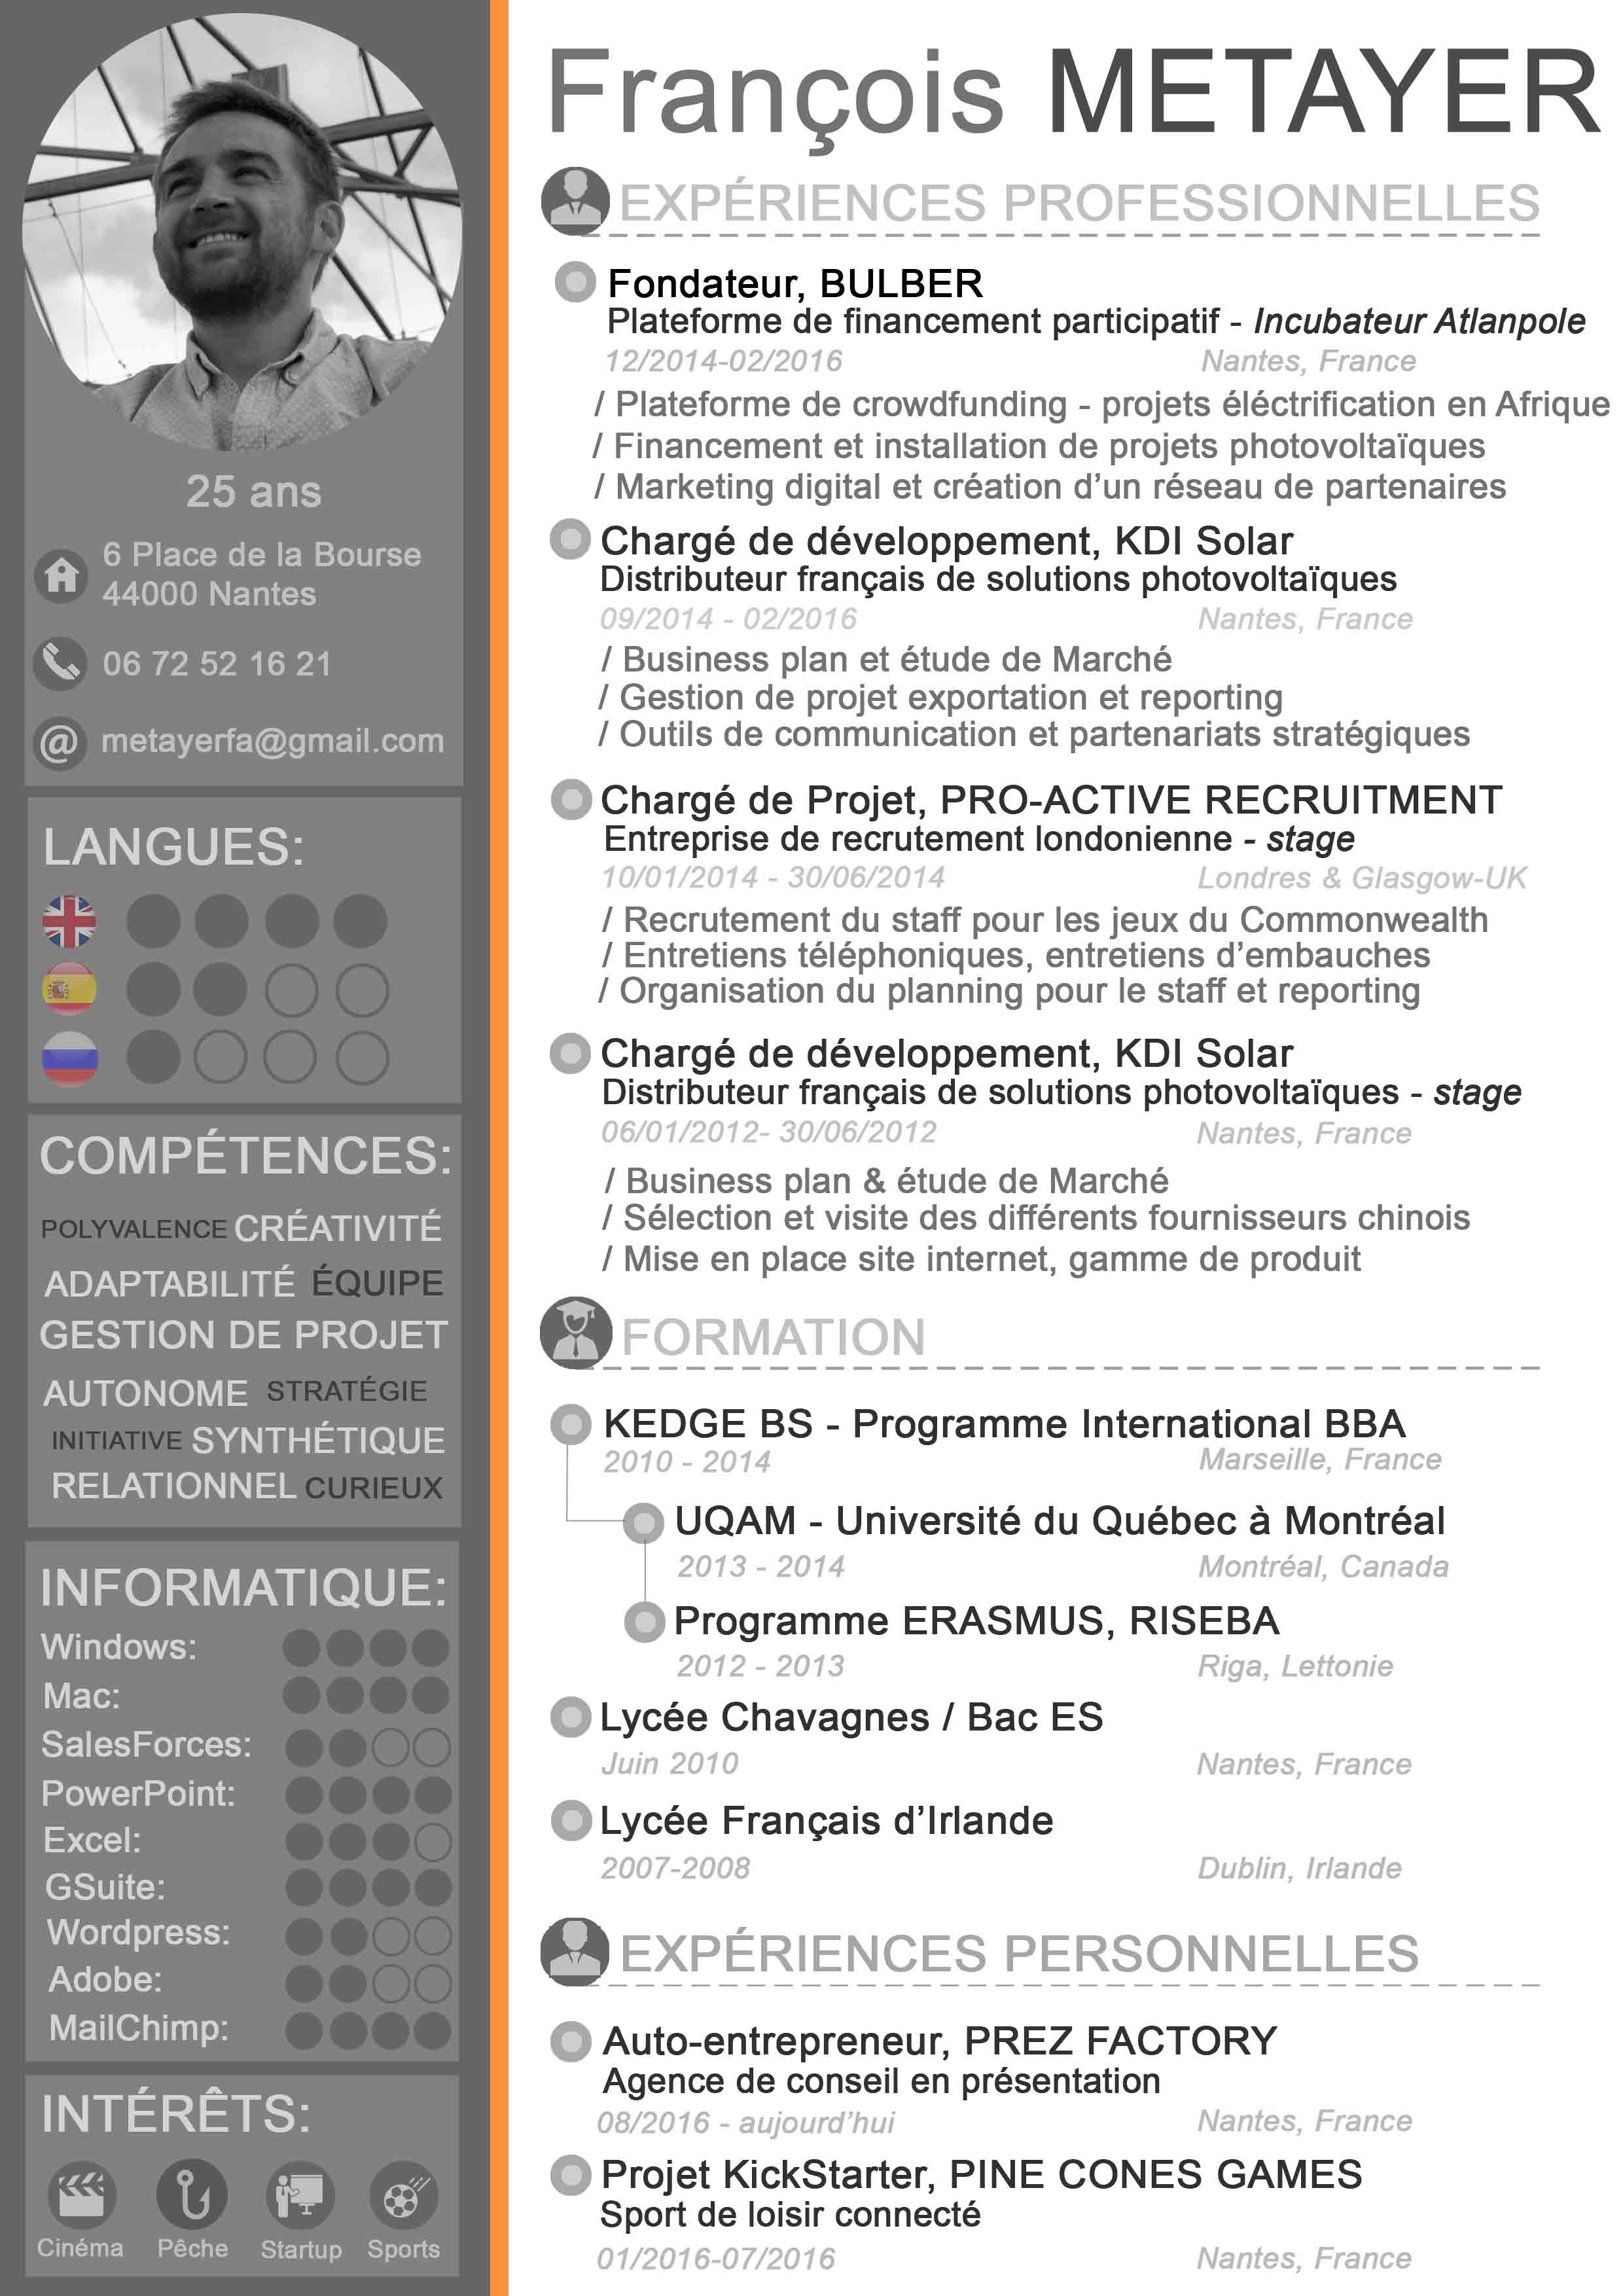 François METAYER
25 ans
6 Place de la Bourse
44000 Nantes
06 72 52 16 21
@ metayerfa@gmail.com
LANGUES:
COMPÉTENCES:
POLYVALENCE CRÉATIVITÉ
ADAPTABILITÉ ÉQUIPE
GESTION DE PROJET
AUTONOME STRATÉGIE
INITIATIVE SYNTHÉTIQUE
RELATIONNEL CURIEUX
INFORMATIQUE:
Windows:
Mac:
SalesForces:
PowerPoint:
Excel:
GSuite:
Wordpress:
Adobe:
MailChimp:
INTÉRÊTS:
Cinéma Pêche Startup Sports
EXPÉRIENCES PROFESSIONNELLES
Fondateur, BULBER
Plateforme de financement participatif - Incubateur Atlanpole
12/2014-02/2016 Nantes, France
/ Plateforme de crowdfunding - projets éléctrification en Afrique
/ Financement et installation de projets photovoltaïques
/ Marketing digital et création d’un réseau de partenaires
Chargé de développement, KDI Solar
Distributeur français de solutions photovoltaïques
09/2014 - 02/2016 Nantes, France
/ Business plan et étude de Marché
/ Gestion de projet exportation et reporting
/ Outils de communication et partenariats stratégiques
Chargé de Projet, PRO-ACTIVE RECRUITMENT
Entreprise de recrutement londonienne - stage
10/01/2014 - 30/06/2014 Londres & Glasgow-UK
/ Recrutement du staff pour les jeux du Commonwealth
/ Entretiens téléphoniques, entretiens d’embauches
/ Organisation du planning pour le staff et reporting
Chargé de développement, KDI Solar
Distributeur français de solutions photovoltaïques - stage
06/01/2012- 30/06/2012 Nantes, France
/ Business plan & étude de Marché
/ Sélection et visite des différents fournisseurs chinois
/ Mise en place site internet, gamme de produit
FORMATION
KEDGE BS - Programme International BBA
2010 - 2014 Marseille, France
UQAM - Université du Québec à Montréal
2013 - 2014 Montréal, Canada
Programme ERASMUS, RISEBA
2012 - 2013 Riga, Lettonie
Lycée Chavagnes / Bac ES
Juin 2010 Nantes, France
Lycée Français d’Irlande
2007-2008 Dublin, Irlande
EXPÉRIENCES PERSONNELLES
Auto-entrepreneur, PREZ FACTORY
Agence de conseil en présentation
08/2016 - aujourd’hui Nantes, France
Projet KickStarter, PINE CONES GAMES
Sport de loisir connecté
01/2016-07/2016 Nantes, France